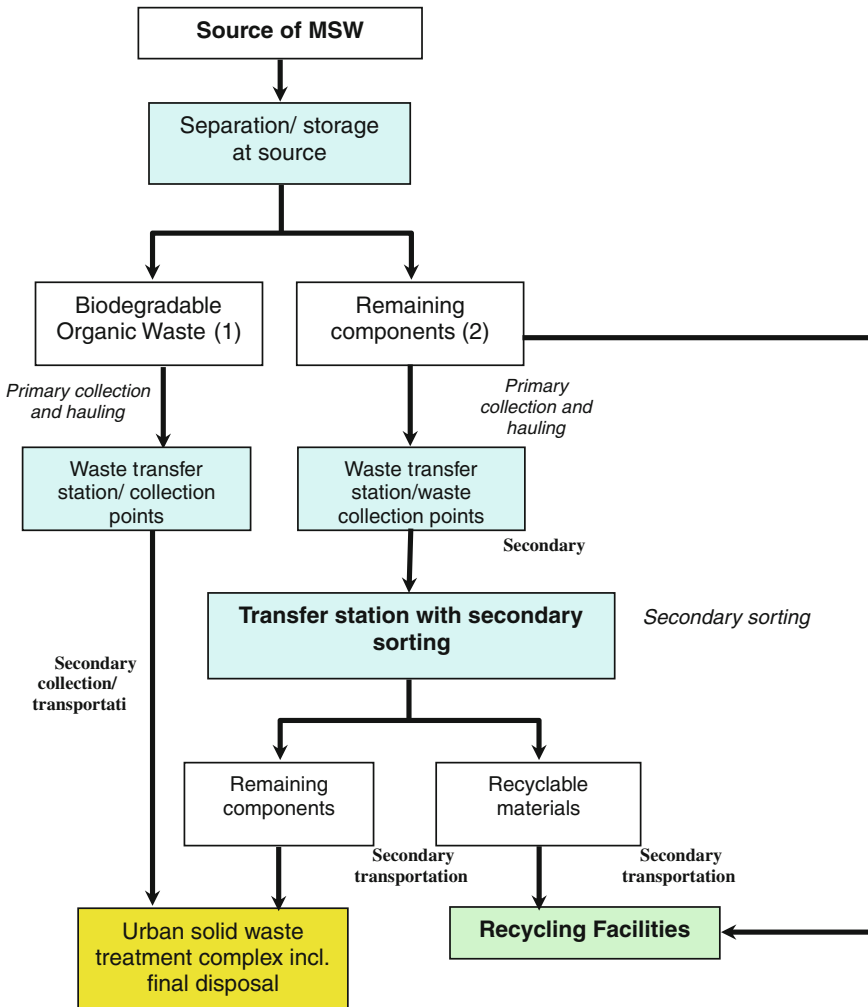 Source of MSW
Separation/ storage
at source
Biodegradable
Organic Waste (1)
Remaining
components (2)
Primary collection
and hauling
Primary
collection and
hauling
Waste transfer
station/ collection
points
Waste transfer
station/waste
collection points
Secondary
Transfer station with secondary
sorting
Secondary sorting
Secondary
collection/
transportati
Remaining
components
Recyclable
materials
Secondary
transportation
Secondary
transportation
Urban solid waste
treatment complex incl.
final disposal
Recycling Facilities